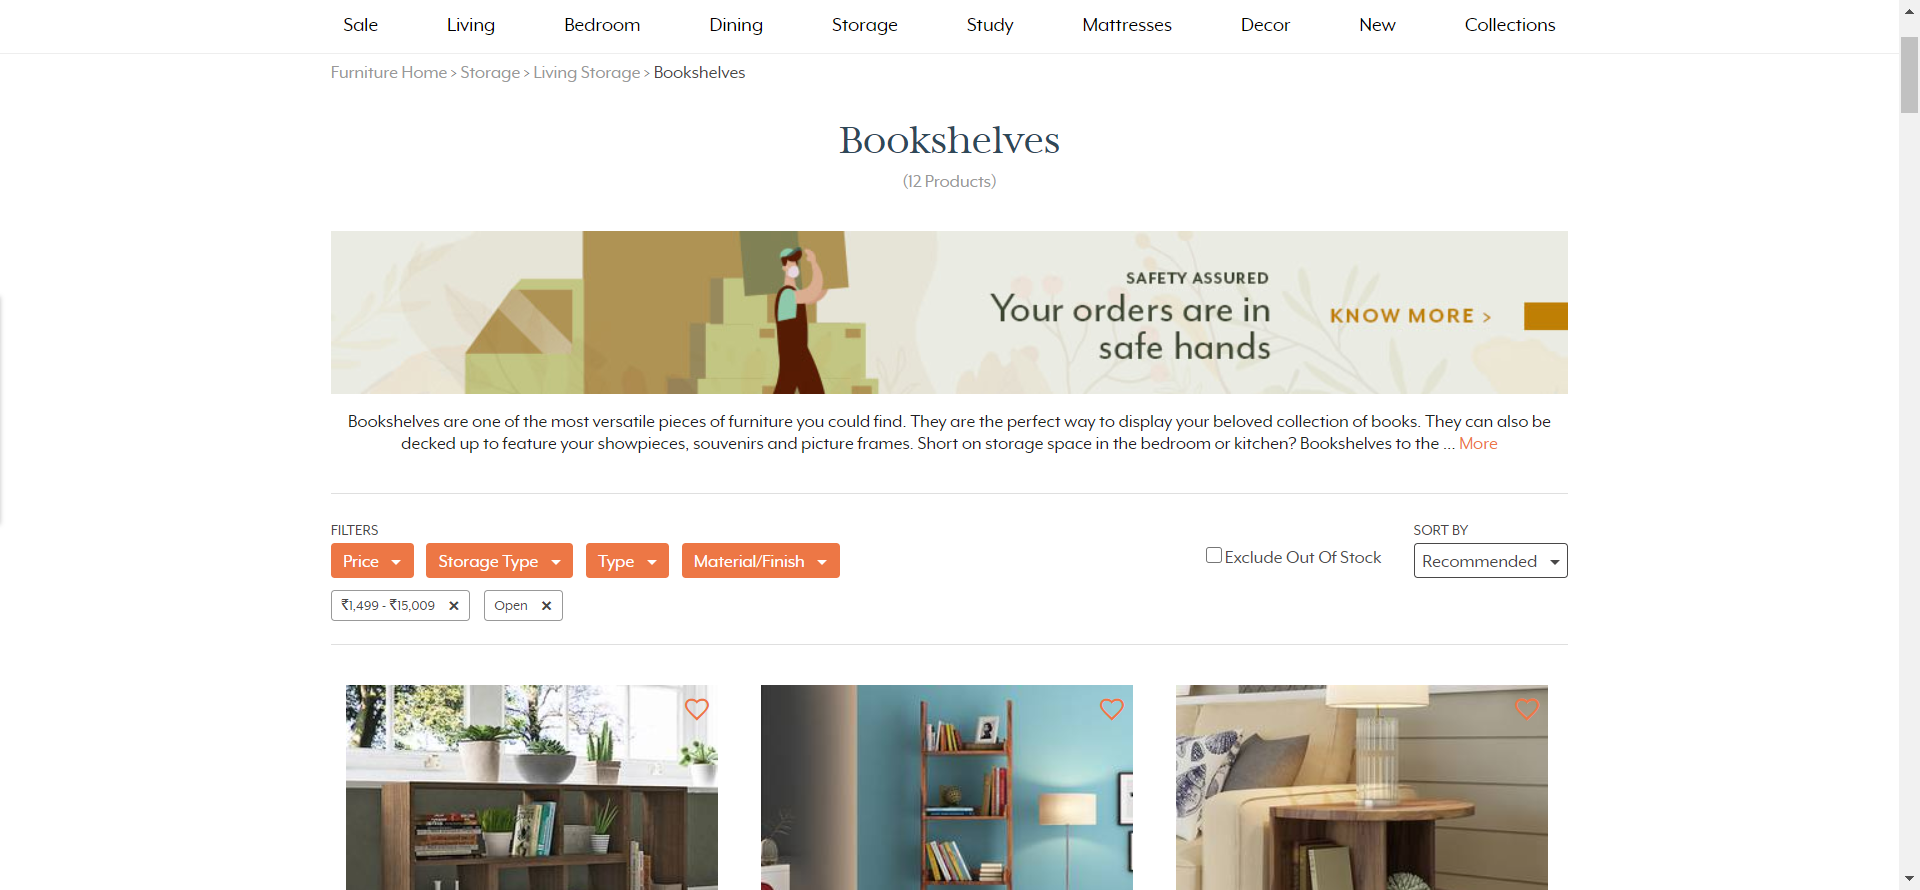 Sale Living Bedroom Dining Storage Study Mattresses Decor New Collections
Furniture Home > Storage > Living Storage > Bookshelves
Bookshelves
(12 Products)
SAFETY ASSURED
Your orders are in
safe hands
KNOW MORE >
Bookshelves are one of the most versatile pieces of furniture you could find. They are the perfect way to display your beloved collection of books. They can also be
decked up to feature your showpieces, souvenirs and picture frames. Short on storage space in the bedroom or kitchen? Bookshelves to the ... More
FILTERS
Price Storage Type Type Material/Finish
Exclude Out Of Stock
SORT BY
Recommended
₹1,499 - ₹15,009 × Open ×